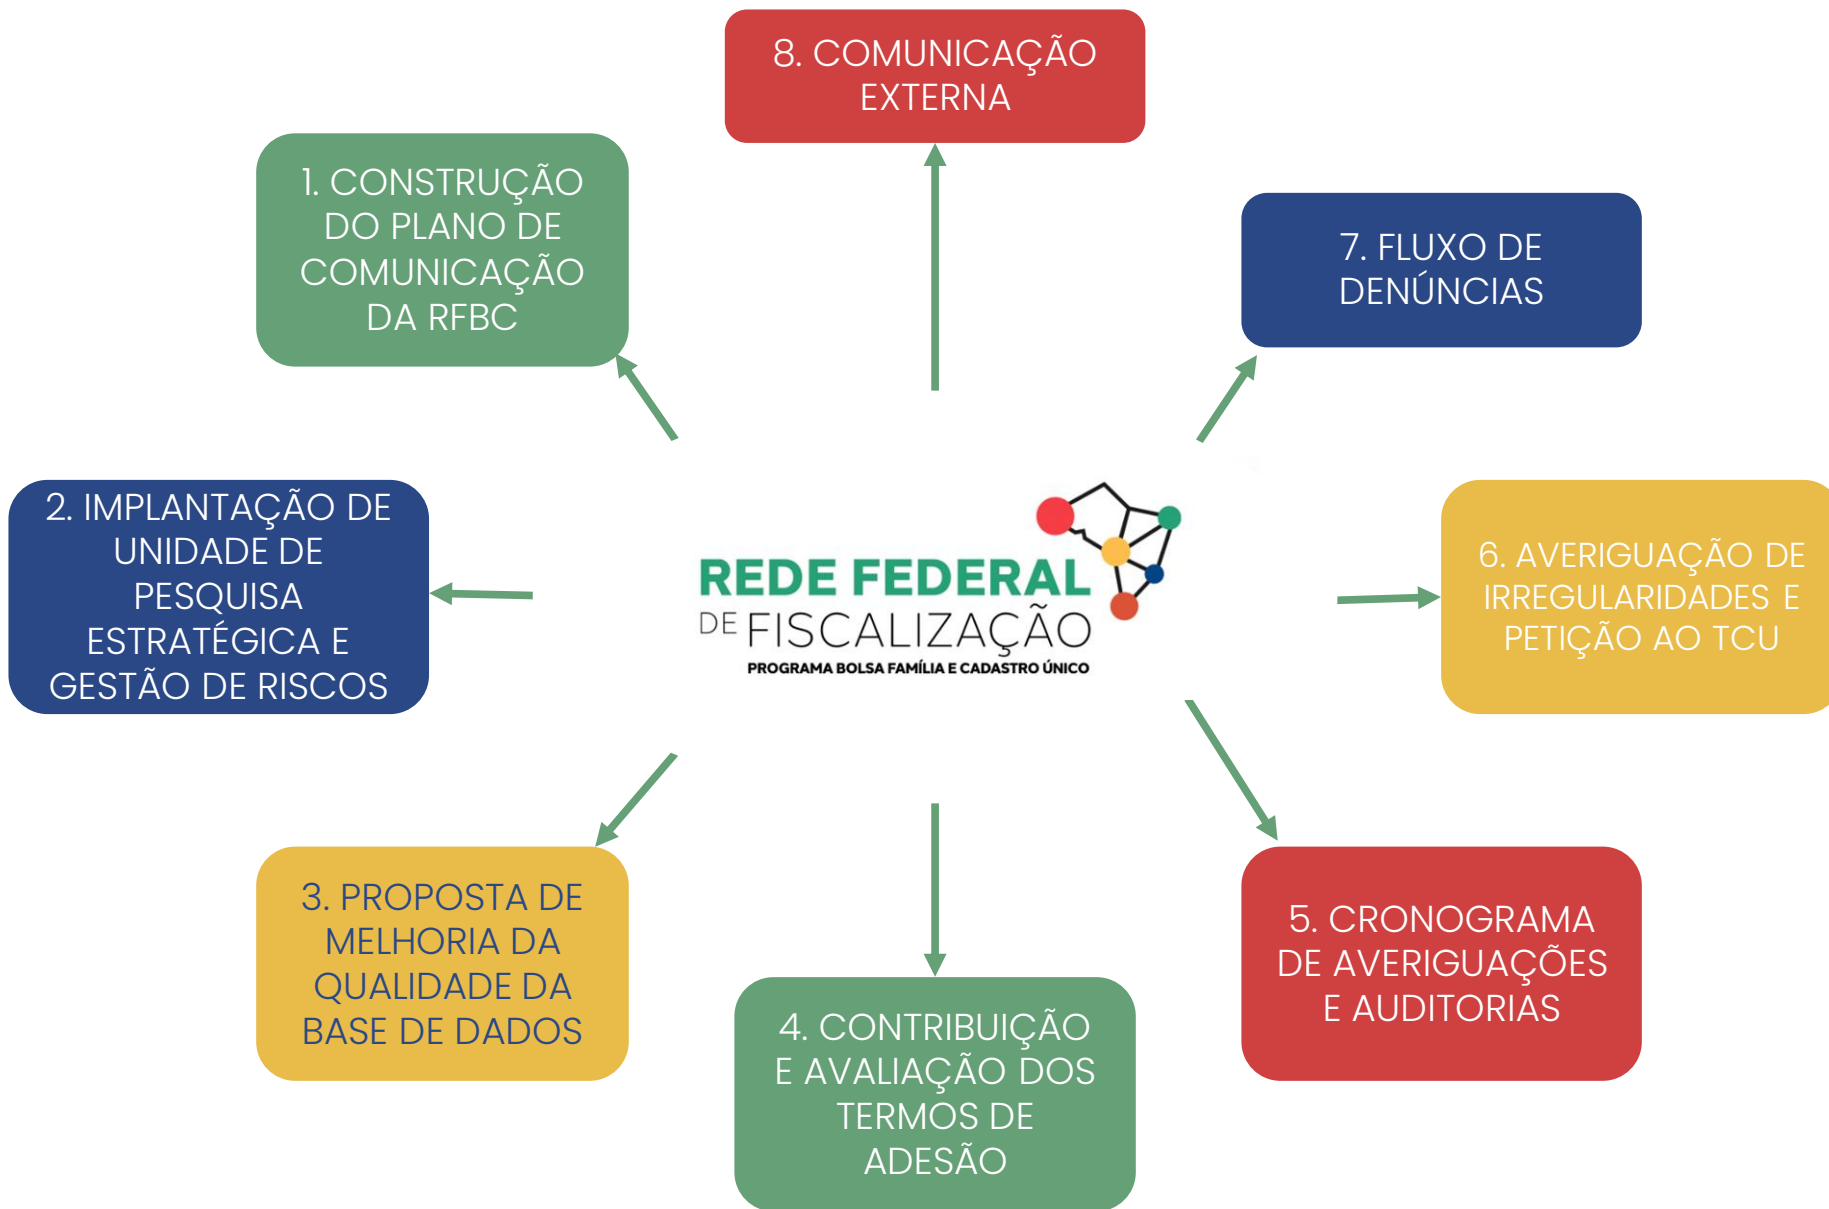 8. COMUNICAÇÃO
EXTERNA
1. CONSTRUÇÃO
DO PLANO DE
COMUNICAÇÃO
DA RFBC
7. FLUXO DE
DENÚNCIAS
2. IMPLANTAÇÃO DE
UNIDADE DE
PESQUISA
ESTRATÉGICA E
GESTÃO DE RISCOS
REDE FEDERAL
DE FISCALIZAÇÃO
PROGRAMA BOLSA FAMÍLIA E CADASTRO ÚNICO
6. AVERIGUAÇÃO DE
IRREGULARIDADES E
PETIÇÃO AO TCU
3. PROPOSTA DE
MELHORIA DA
QUALIDADE DA
BASE DE DADOS
4. CONTRIBUIÇÃO
E AVALIAÇÃO DOS
TERMOS DE
ADESÃO
5. CRONOGRAMA
DE AVERIGUAÇÕES
E AUDITORIAS